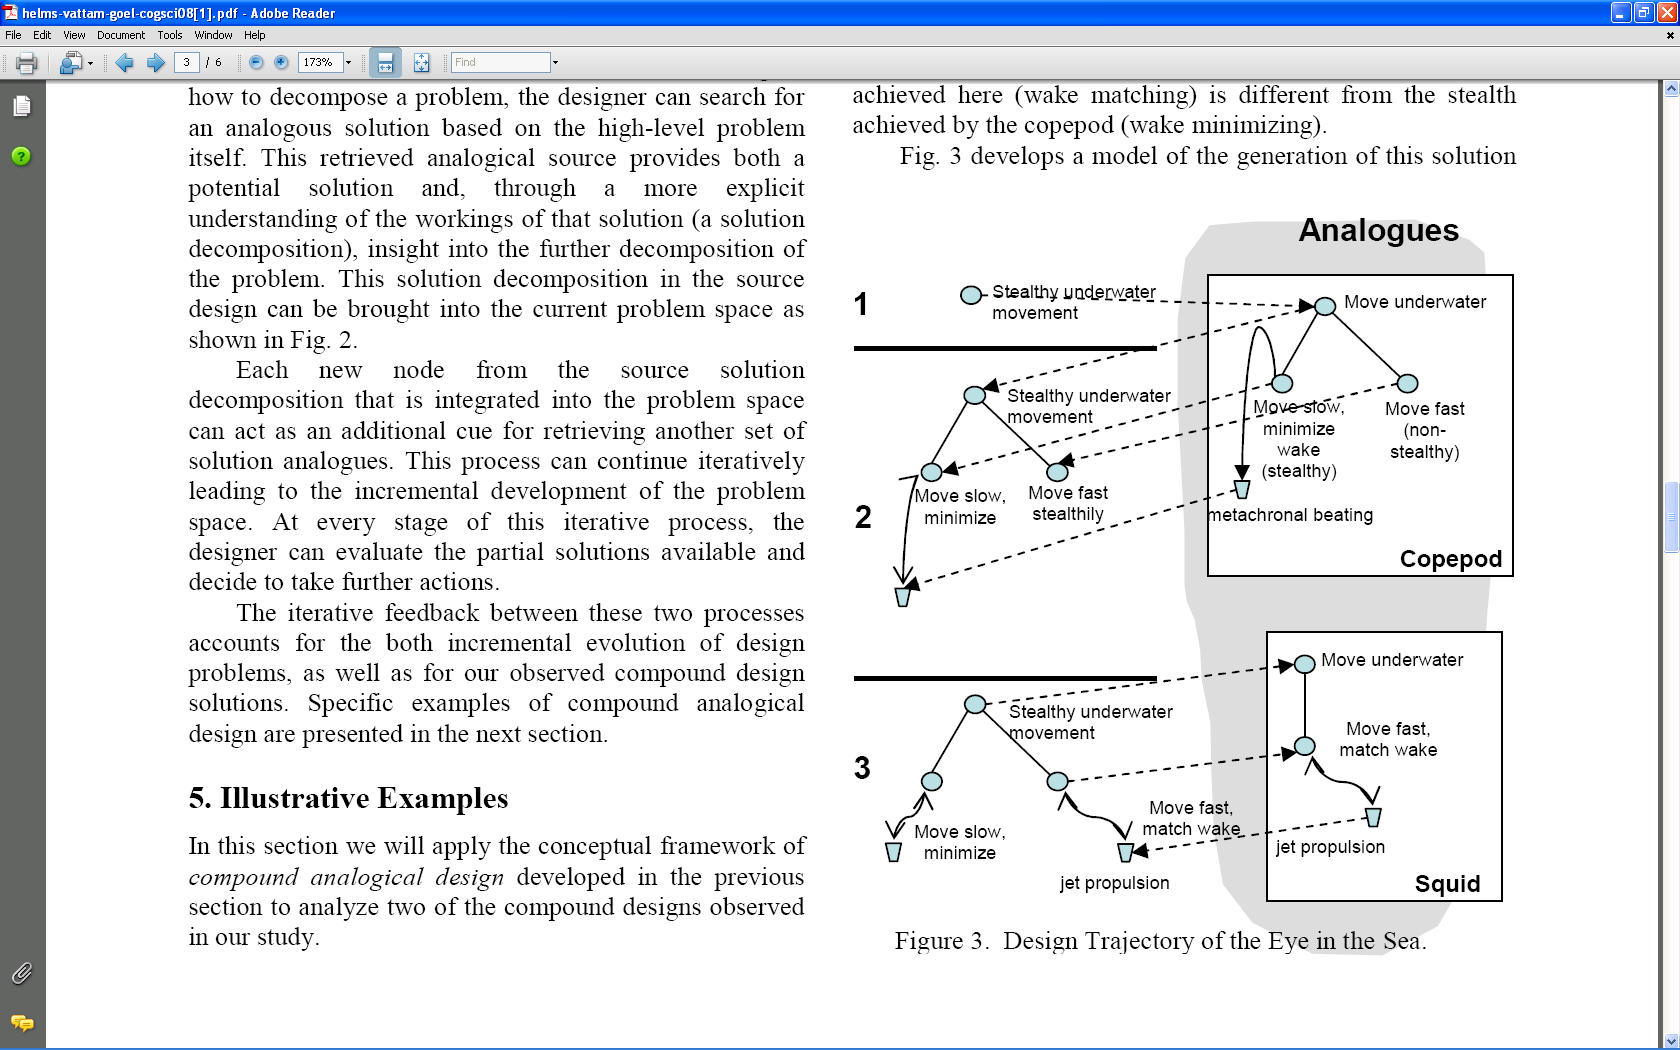 helms-vattam-goel-cogsci08[1].pdf - Adobe Reader
File Edit View Document Tools Window Help
3 / 6 173% Find
how to decompose a problem, the designer can search for
an analogous solution based on the high-level problem
itself. This retrieved analogical source provides both a
potential solution and, through a more explicit
understanding of the workings of that solution (a solution
decomposition), insight into the further decomposition of
the problem. This solution decomposition in the source
design can be brought into the current problem space as
shown in Fig. 2.
Each new node from the source solution
decomposition that is integrated into the problem space
can act as an additional cue for retrieving another set of
solution analogues. This process can continue iteratively
leading to the incremental development of the problem
space. At every stage of this iterative process, the
designer can evaluate the partial solutions available and
decide to take further actions.
The iterative feedback between these two processes
accounts for the both incremental evolution of design
problems, as well as for our observed compound design
solutions. Specific examples of compound analogical
design are presented in the next section.
5. Illustrative Examples
In this section we will apply the conceptual framework of
compound analogical design developed in the previous
section to analyze two of the compound designs observed
in our study.
achieved here (wake matching) is different from the stealth
achieved by the copepod (wake minimizing).
Fig. 3 develops a model of the generation of this solution
Analogues
1
Stealthy underwater
movement
Move underwater
Move slow,
minimize
wake
(stealthy)
Move fast
(non-
stealthy)
metachronal beating
Copepod
2
Stealthy underwater
movement
Move slow,
minimize
Move fast
stealthily
3
Stealthy underwater
movement
Move slow,
minimize
Move fast,
match wake
jet propulsion
Move underwater
Move fast,
match wake
jet propulsion
Squid
Figure 3. Design Trajectory of the Eye in the Sea.